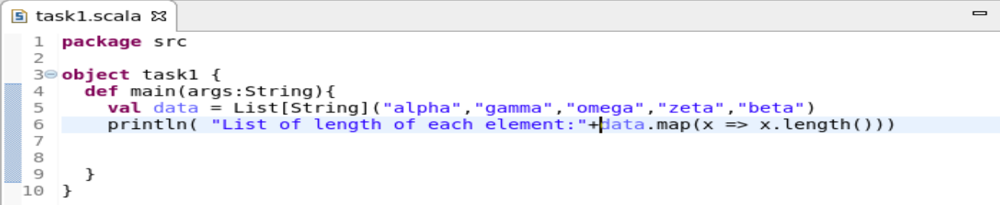 task1.scala
1 package src
2
3 object task1 {
4   def main(args:String){
5     val data = List[String]("alpha","gamma","omega","zeta","beta")
6     println( "List of length of each element:"+data.map(x => x.length()))
7
8
9   }
10 }